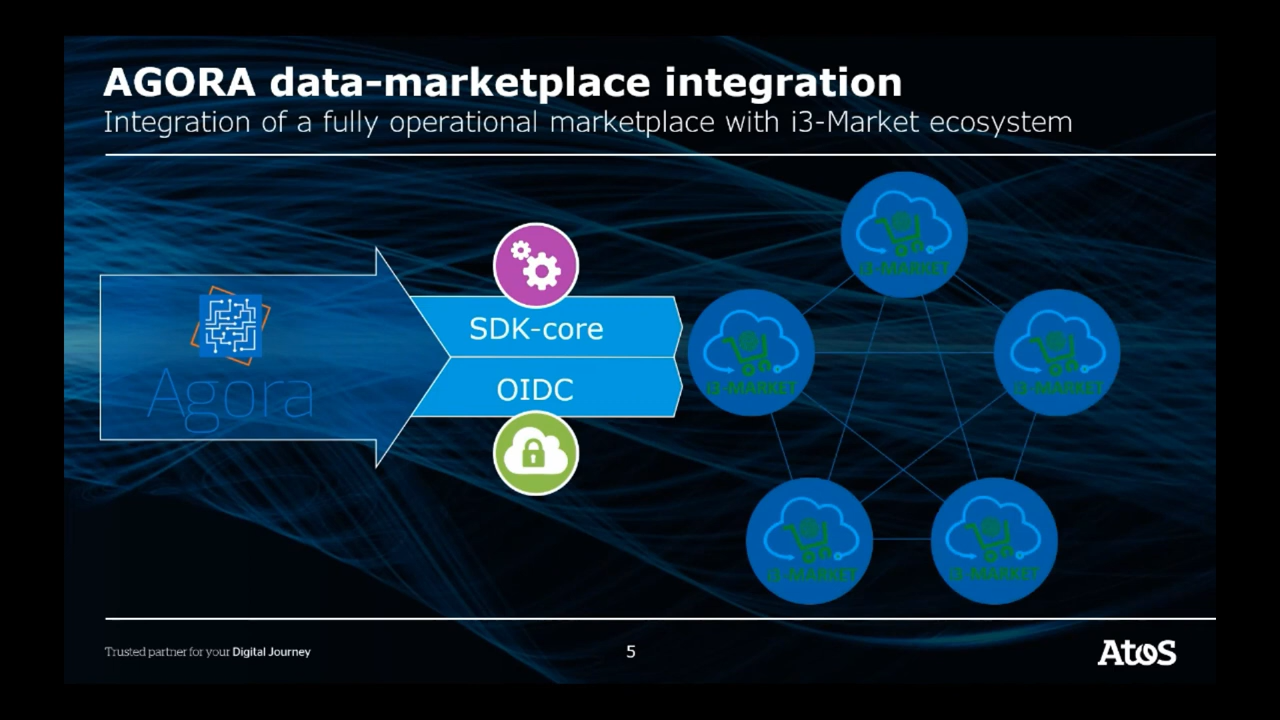 AGORA data-marketplace integration
Integration of a fully operational marketplace with i3-Market ecosystem
Agora
SDK-core
OIDC
i3-MARKET
i3-MARKET
i3-MARKET
i3-MARKET
i3-MARKET
Trusted partner for your Digital Journey
5
Atos